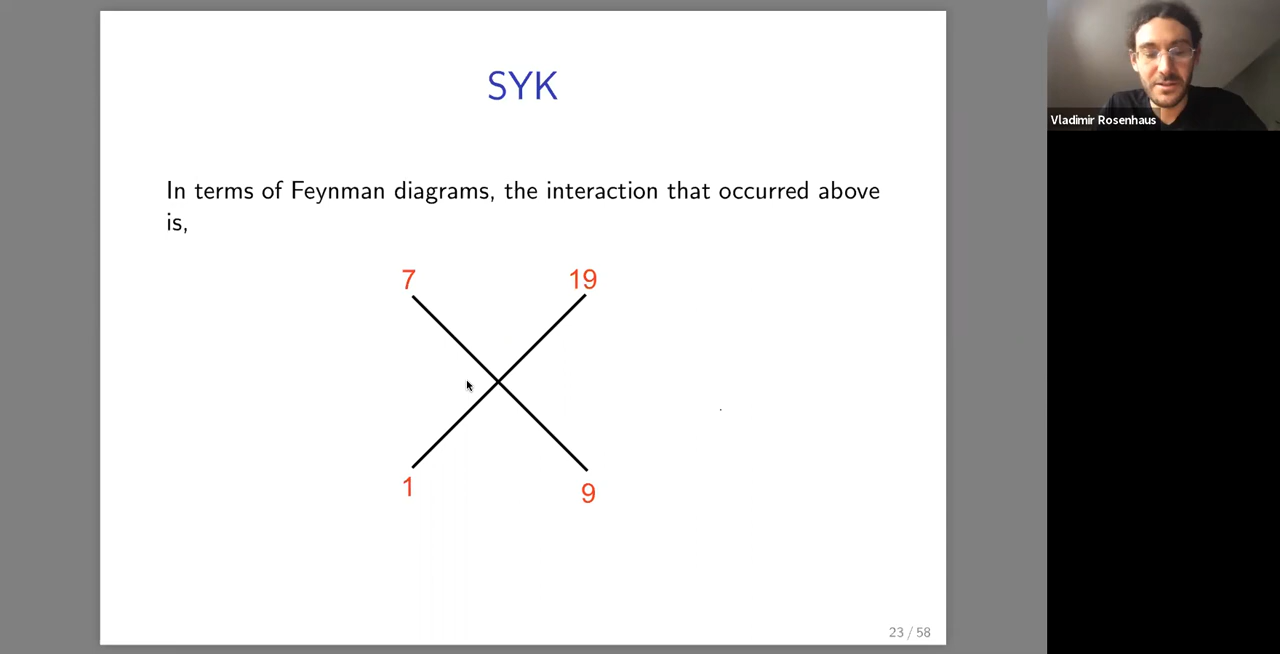 SYK
In terms of Feynman diagrams, the interaction that occurred above
is,
7
19
1
9
23 / 58
Vladimir Rosenhaus